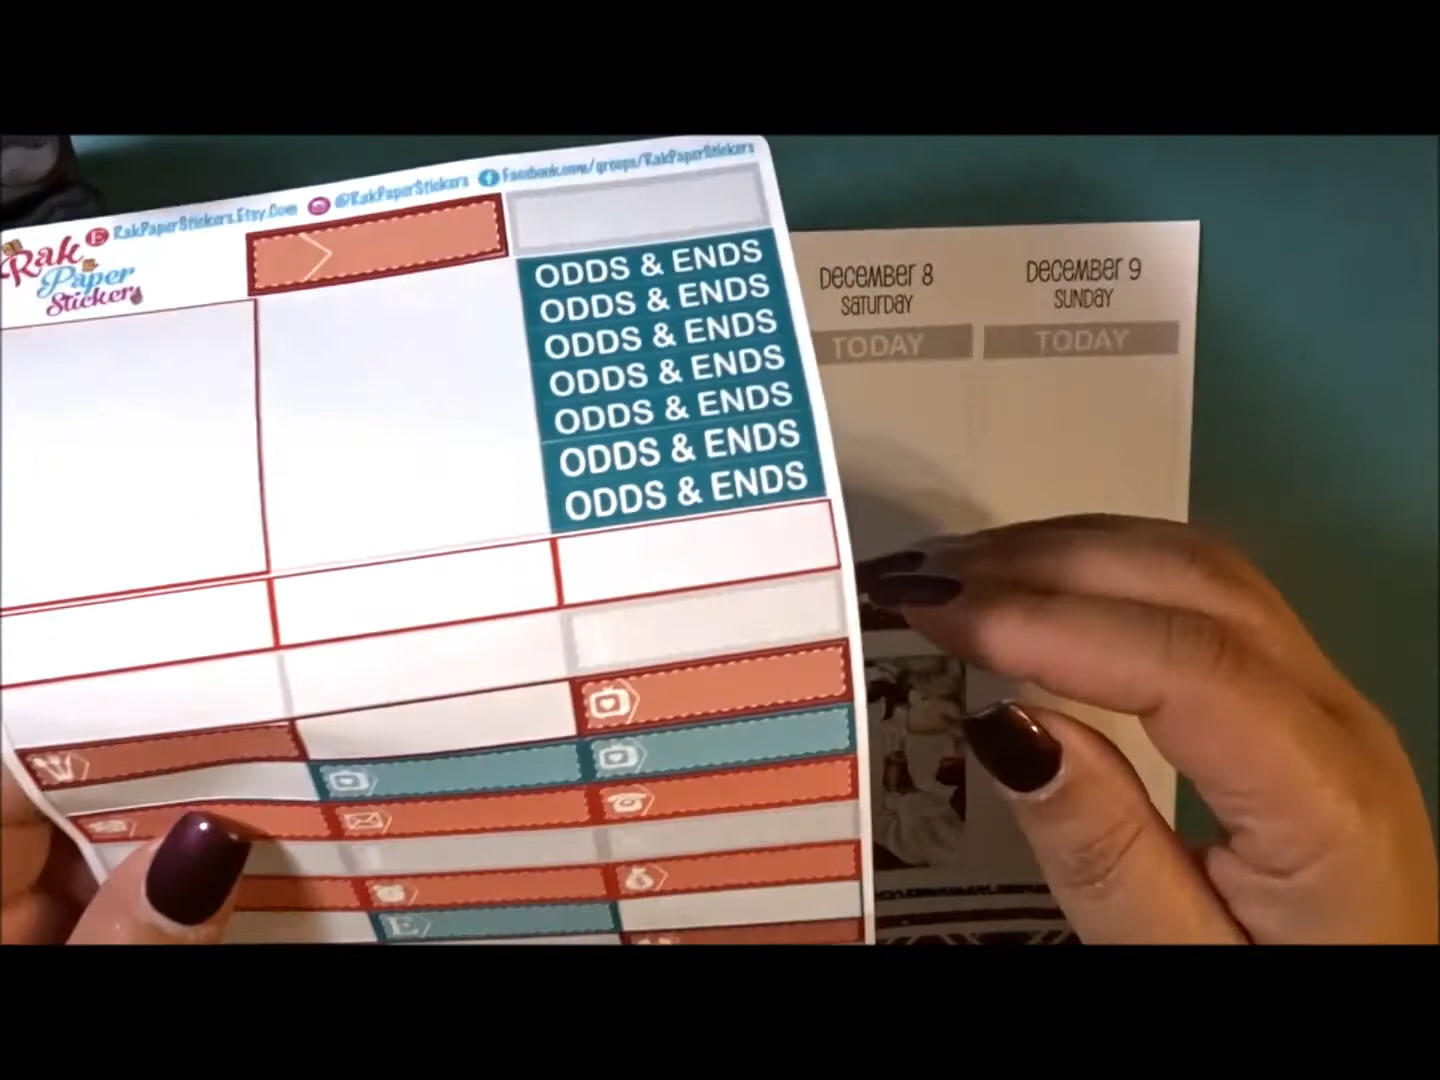 Rak
Paper
Stickers
RakPaperStickers.Etsy.Com
@RakPaperStickers
Facebook.com/groups/RakPaperStickers
ODDS & ENDS
ODDS & ENDS
ODDS & ENDS
ODDS & ENDS
ODDS & ENDS
ODDS & ENDS
ODDS & ENDS
E
December 8
Saturday
TODAY
December 9
Sunday
TODAY